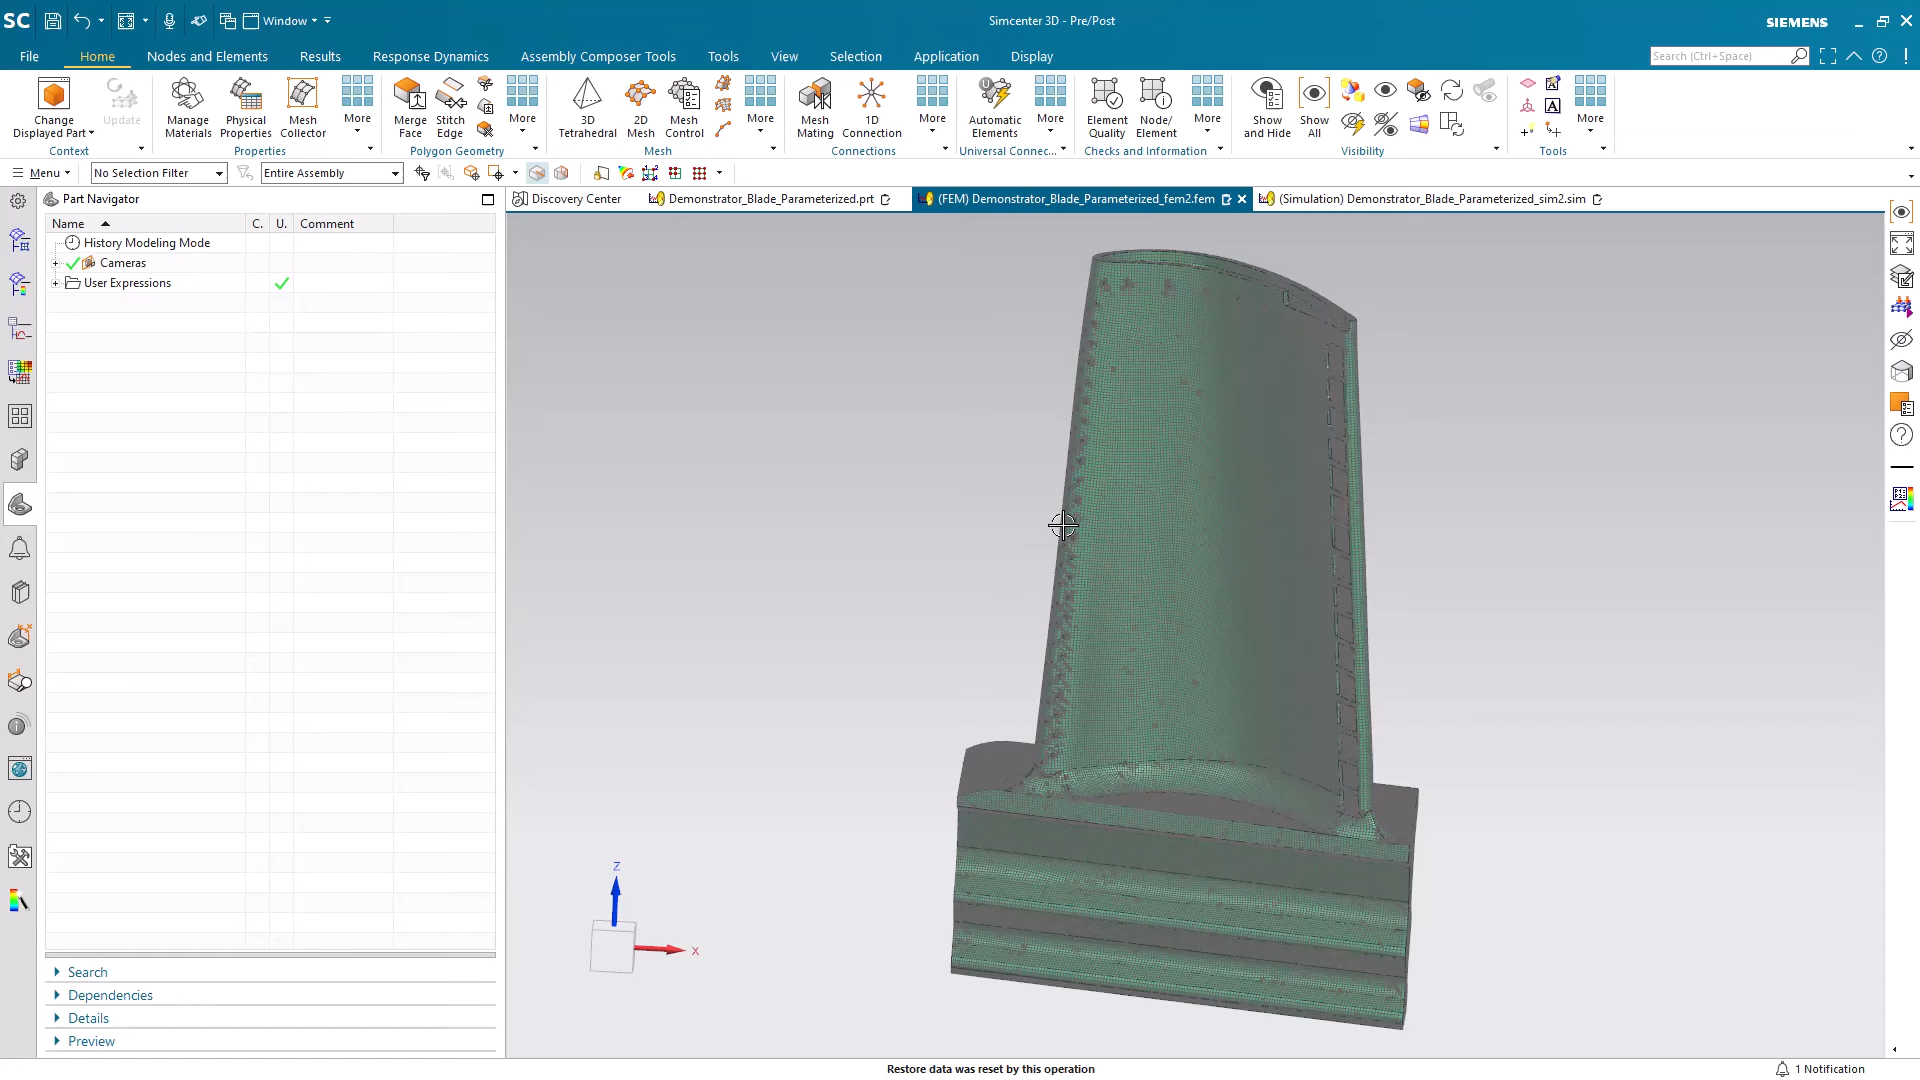 SC
Window
Simcenter 3D - Pre/Post
SIEMENS
File
Home
Nodes and Elements
Results
Response Dynamics
Assembly Composer Tools
Tools
View
Selection
Application
Display
Search (Ctrl+Space)
Change Displayed Part
Update
Context
Manage Materials
Physical Properties
Mesh Collector
More
Properties
Merge Face
Stitch Edge
More
Polygon Geometry
3D Tetrahedral
2D Mesh
Mesh Control
More
Mesh
Mesh Mating
1D Connection
More
Connections
Automatic Elements
More
Universal Connec...
Element Quality
Node/ Element
More
Checks and Information
Show and Hide
Show All
Visibility
More
Tools
Menu
No Selection Filter
Entire Assembly
Part Navigator
Discovery Center
Demonstrator_Blade_Parameterized.prt
(FEM) Demonstrator_Blade_Parameterized_fem2.fem
(Simulation) Demonstrator_Blade_Parameterized_sim2.sim
Name
C.
U.
Comment
History Modeling Mode
Cameras
User Expressions
Z
X
Search
Dependencies
Details
Preview
Restore data was reset by this operation
1 Notification